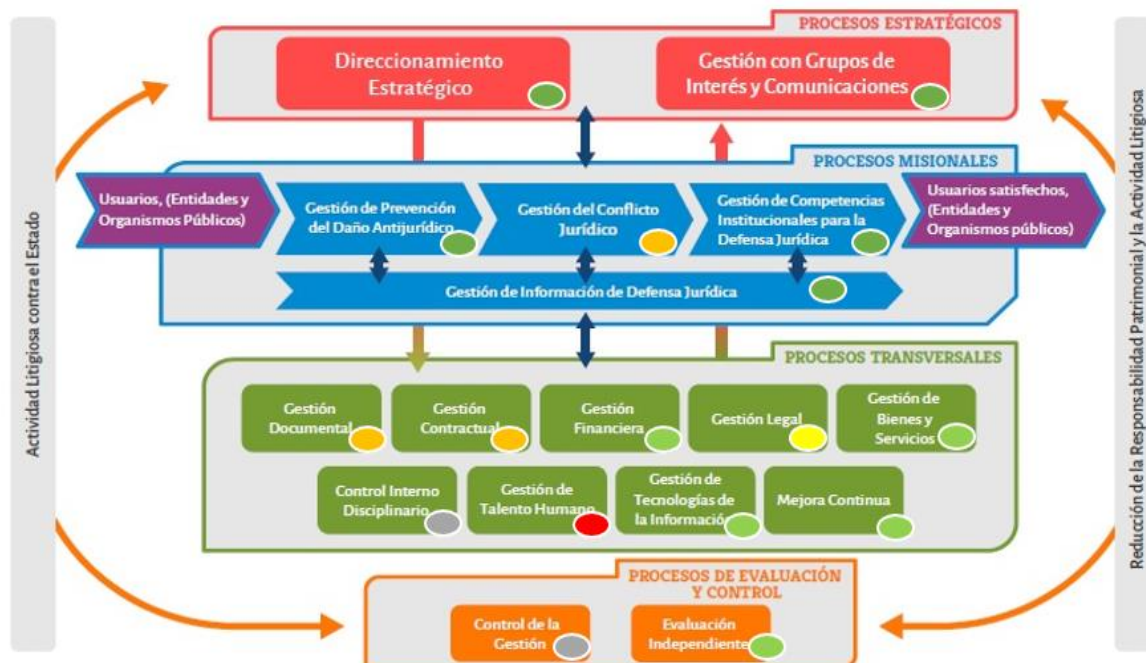 PROCESOS ESTRATÉGICOS
Direccionamiento
Estratégico
Gestión con Grupos de
Interés y Comunicaciones
PROCESOS MISIONALES
Usuarios, (Entidades y
Organismos Públicos)
Gestión de Prevención
del Daño Antijurídico
Gestión del Conflicto
Jurídico
Gestión de Competencias
Institucionales para la
Defensa Jurídica
Usuarios satisfechos,
(Entidades y
Organismos públicos)
Gestión de Información de Defensa Jurídica
PROCESOS TRANSVERSALES
Gestión
Documental
Gestión
Contractual
Gestión
Financiera
Gestión Legal
Gestión de
Bienes y
Servicios
Control Interno
Disciplinario
Gestión de
Talento Humano
Gestión de
Tecnologías de
la Información
Mejora Continua
PROCESOS DE EVALUACIÓN
Y CONTROL
Control de la
Gestión
Evaluación
Independiente
Actividad Litigiosa contra el Estado
Reducción de la Responsabilidad Patrimonial y la Actividad Litigiosa